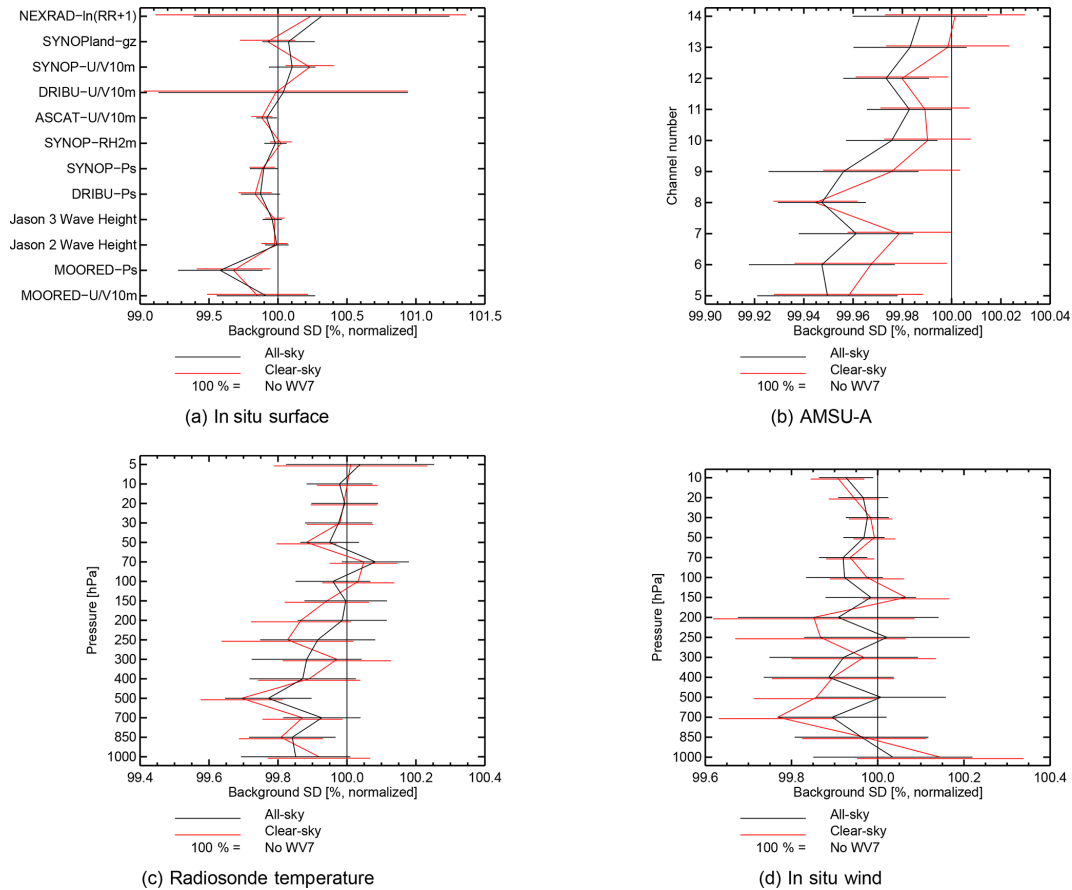 NEXRAD−ln(RR+1)
SYNOPland−gz
SYNOP−U/V10m
DRIBU−U/V10m
ASCAT−U/V10m
SYNOP−RH2m
SYNOP−Ps
DRIBU−Ps
Jason 3 Wave Height
Jason 2 Wave Height
MOORED−Ps
MOORED−U/V10m
99.0 99.5 100.0 100.5 101.0 101.5
Background SD [%, normalized]
All−sky
Clear−sky
100 % = No WV7
(a) In situ surface
14
13
12
11
10
9
8
7
6
5
Channel number
99.90 99.92 99.94 99.96 99.98 100.00 100.02 100.04
Background SD [%, normalized]
All−sky
Clear−sky
100 % = No WV7
(b) AMSU-A
5
10
20
30
50
70
100
150
200
250
300
400
500
700
850
1000
Pressure [hPa]
99.4 99.6 99.8 100.0 100.2 100.4
Background SD [%, normalized]
All−sky
Clear−sky
100 % = No WV7
(c) Radiosonde temperature
10
20
30
50
70
100
150
200
250
300
400
500
700
850
1000
Pressure [hPa]
99.6 99.8 100.0 100.2 100.4
Background SD [%, normalized]
All−sky
Clear−sky
100 % = No WV7
(d) In situ wind